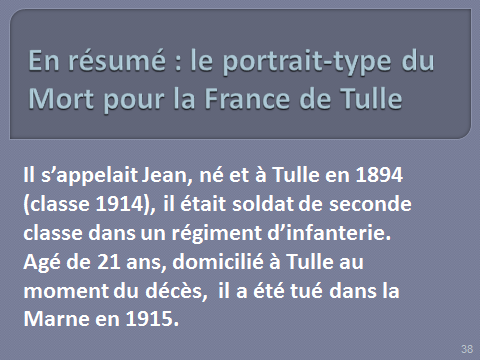 En résumé : le portrait-type du
Mort pour la France de Tulle
Il s’appelait Jean, né et à Tulle en 1894
(classe 1914), il était soldat de seconde
classe dans un régiment d’infanterie.
Agé de 21 ans, domicilié à Tulle au
moment du décès, il a été tué dans la
Marne en 1915.
38